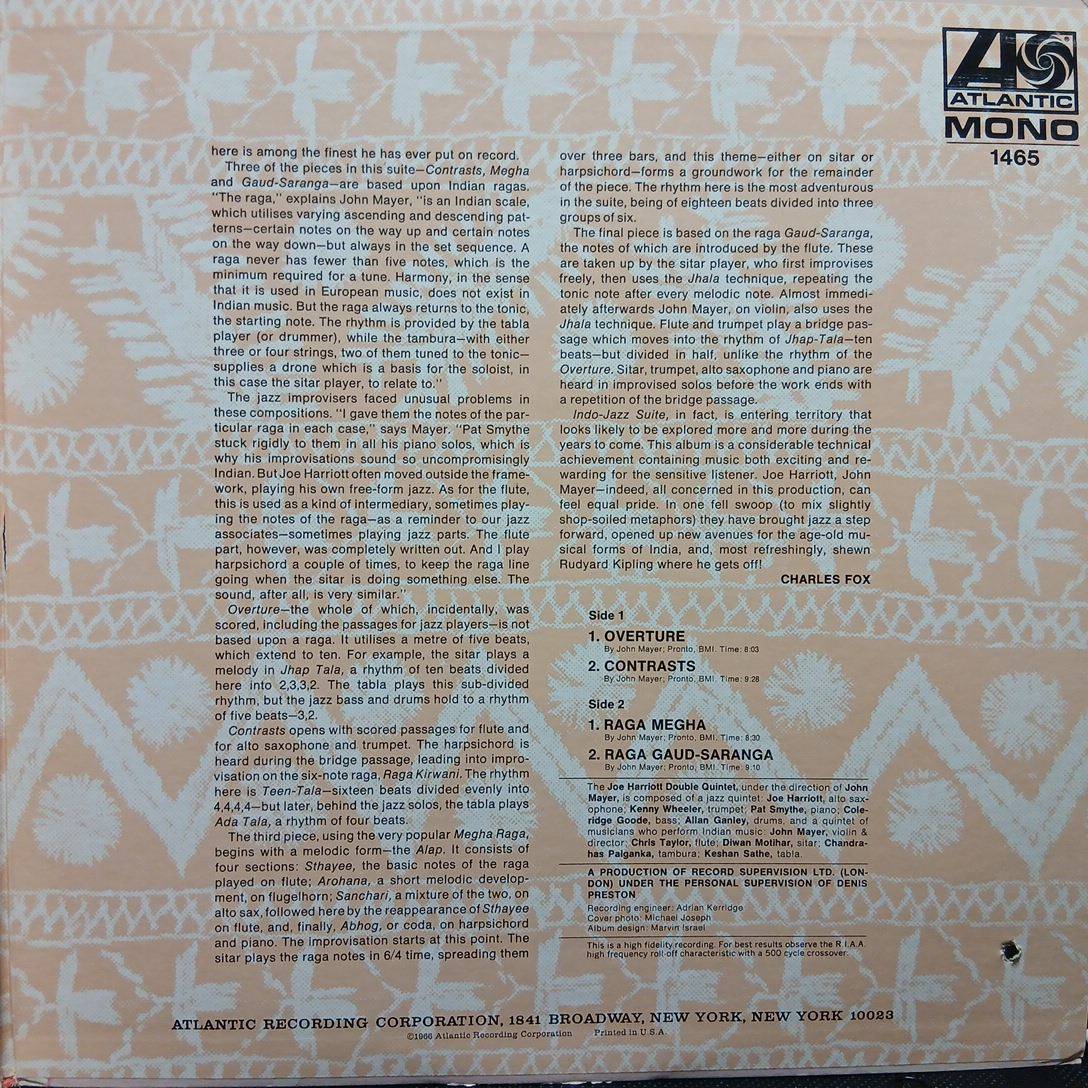 ATLANTIC
MONO
1465
here is among the finest he has ever put on record.
Three of the pieces in this suite—Contrasts, Megha
and Gaud-Saranga—are based upon Indian ragas.
"The raga," explains John Mayer, "is an Indian scale,
which utilises varying ascending and descending pat-
terns—certain notes on the way up and certain notes
on the way down—but always in the set sequence. A
raga never has fewer than five notes, which is the
minimum required for a tune. Harmony, in the sense
that it is used in European music, does not exist in
Indian music. But the raga always returns to the tonic,
the starting note. The rhythm is provided by the tabla
player (or drummer), while the tambura—with either
three or four strings, two of them tuned to the tonic—
supplies a drone which is a basis for the soloist, in
this case the sitar player, to relate to."
The jazz improvisers faced unusual problems in
these compositions. "I gave them the notes of the par-
ticular raga in each case," says Mayer. "Pat Smythe
stuck rigidly to them in all his piano solos, which is
why his improvisations sound so uncompromisingly
Indian. But Joe Harriott often moved outside the frame-
work, playing his own free-form jazz. As for the flute,
this is used as a kind of intermediary, sometimes play-
ing the notes of the raga—as a reminder to our jazz
associates—sometimes playing jazz parts. The flute
part, however, was completely written out. And I play
harpsichord a couple of times, to keep the raga line
going when the sitar is doing something else. The
sound, after all, is very similar."
Overture—the whole of which, incidentally, was
scored, including the passages for jazz players—is not
based upon a raga. It utilises a metre of five beats,
which extend to ten. For example, the sitar plays a
melody in Jhap Tala, a rhythm of ten beats divided
here into 2,3,3,2. The tabla plays this sub-divided
rhythm, but the jazz bass and drums hold to a rhythm
of five beats—3,2.
Contrasts opens with scored passages for flute and
for alto saxophone and trumpet. The harpsichord is
heard during the bridge passage, leading into impro-
visation on the six-note raga, Raga Kirwani. The rhythm
here is Teen-Tala—sixteen beats divided evenly into
4,4,4,4—but later, behind the jazz solos, the tabla plays
Ada Tala, a rhythm of four beats.
The third piece, using the very popular Megha Raga,
begins with a melodic form—the Alap. It consists of
four sections: Sthayee, the basic notes of the raga
played on flute; Arohana, a short melodic develop-
ment, on flugelhorn; Sanchari, a mixture of the two, on
alto sax, followed here by the reappearance of Sthayee
on flute, and, finally, Abhog, or coda, on harpsichord
and piano. The improvisation starts at this point. The
sitar plays the raga notes in 6/4 time, spreading them
over three bars, and this theme—either on sitar or
harpsichord—forms a groundwork for the remainder
of the piece. The rhythm here is the most adventurous
in the suite, being of eighteen beats divided into three
groups of six.
The final piece is based on the raga Gaud-Saranga,
the notes of which are introduced by the flute. These
are taken up by the sitar player, who first improvises
freely, then uses the Jhala technique, repeating the
tonic note after every melodic note. Almost immedi-
ately afterwards John Mayer, on violin, also uses the
Jhala technique. Flute and trumpet play a bridge pas-
sage which moves into the rhythm of Jhap-Tala—ten
beats—but divided in half, unlike the rhythm of the
Overture. Sitar, trumpet, alto saxophone and piano are
heard in improvised solos before the work ends with
a repetition of the bridge passage.
Indo-Jazz Suite, in fact, is entering territory that
looks likely to be explored more and more during the
years to come. This album is a considerable technical
achievement containing music both exciting and re-
warding for the sensitive listener. Joe Harriott, John
Mayer—indeed, all concerned in this production, can
feel equal pride. In one fell swoop (to mix slightly
shop-soiled metaphors) they have brought jazz a step
forward, opened up new avenues for the age-old mu-
sical forms of India, and, most refreshingly, shewn
Rudyard Kipling where he gets off!
CHARLES FOX
Side 1
1. OVERTURE
By John Mayer; Pronto, BMI. Time: 8:03
2. CONTRASTS
By John Mayer; Pronto, BMI. Time: 9:28
Side 2
1. RAGA MEGHA
By John Mayer; Pronto, BMI. Time: 8:30
2. RAGA GAUD-SARANGA
By John Mayer; Pronto, BMI. Time: 9:10
The Joe Harriott Double Quintet, under the direction of John
Mayer, is composed of a jazz quintet: Joe Harriott, alto sax-
ophone; Kenny Wheeler, trumpet; Pat Smythe, piano; Cole-
ridge Goode, bass; Allan Ganley, drums, and a quintet of
musicians who perform Indian music: John Mayer, violin &
director; Chris Taylor, flute; Diwan Motihar, sitar; Chandra-
has Paiganka, tambura; Keshan Sathe, tabla.
A PRODUCTION OF RECORD SUPERVISION LTD. (LON-
DON) UNDER THE PERSONAL SUPERVISION OF DENIS
PRESTON
Recording engineer: Adrian Kerridge
Cover photo: Michael Joseph
Album design: Marvin Israel
This is a high fidelity recording. For best results observe the R.I.A.A.
high frequency roll-off characteristic with a 500 cycle crossover.
ATLANTIC RECORDING CORPORATION, 1841 BROADWAY, NEW YORK, NEW YORK 10023
©1966 Atlantic Recording Corporation Printed in U.S.A.